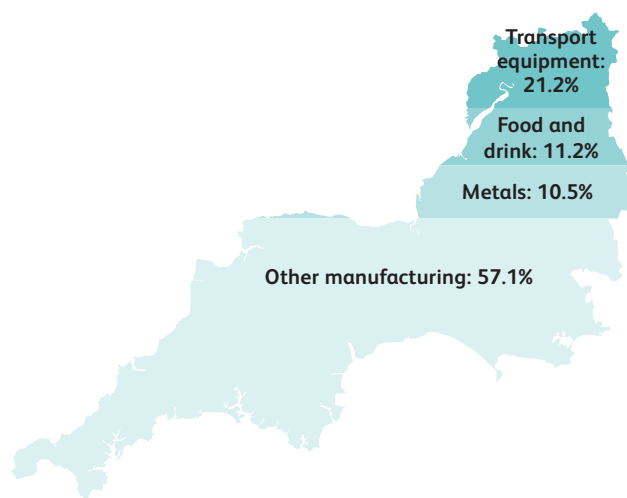 Transport
equipment:
21.2%
Food and
drink: 11.2%
Metals: 10.5%
Other manufacturing: 57.1%